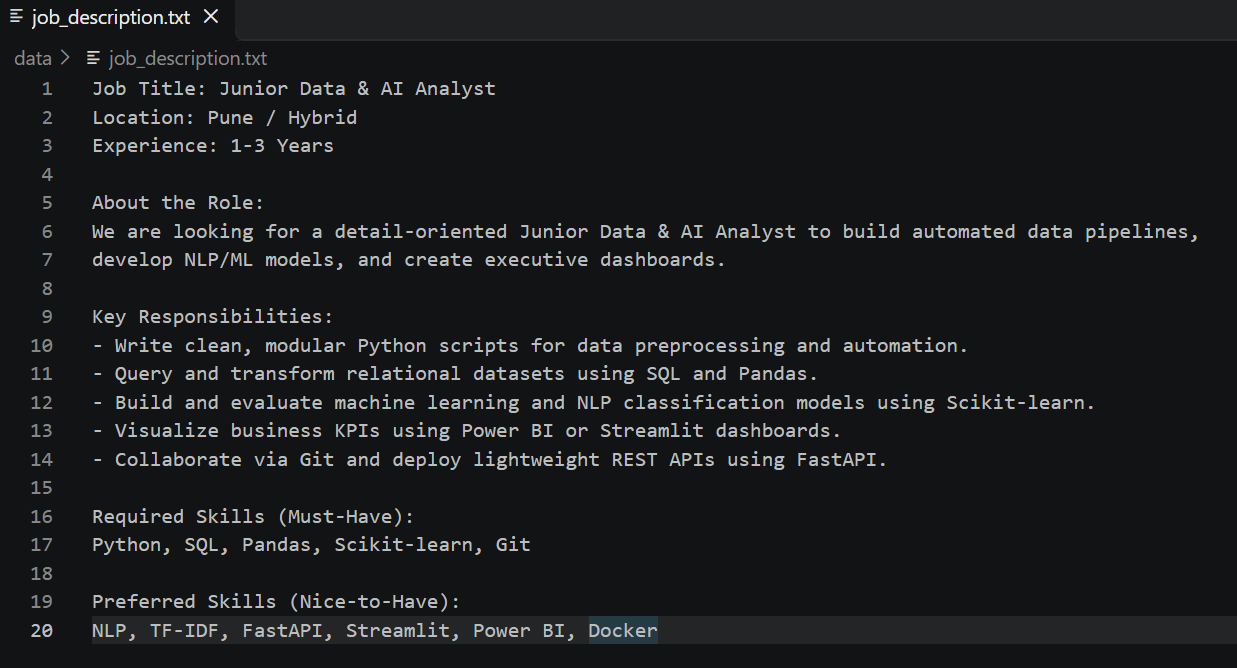 job_description.txt
data > job_description.txt
1 Job Title: Junior Data & AI Analyst
2 Location: Pune / Hybrid
3 Experience: 1-3 Years
4
5 About the Role:
6 We are looking for a detail-oriented Junior Data & AI Analyst to build automated data pipelines,
7 develop NLP/ML models, and create executive dashboards.
8
9 Key Responsibilities:
10 - Write clean, modular Python scripts for data preprocessing and automation.
11 - Query and transform relational datasets using SQL and Pandas.
12 - Build and evaluate machine learning and NLP classification models using Scikit-learn.
13 - Visualize business KPIs using Power BI or Streamlit dashboards.
14 - Collaborate via Git and deploy lightweight REST APIs using FastAPI.
15
16 Required Skills (Must-Have):
17 Python, SQL, Pandas, Scikit-learn, Git
18
19 Preferred Skills (Nice-to-Have):
20 NLP, TF-IDF, FastAPI, Streamlit, Power BI, Docker